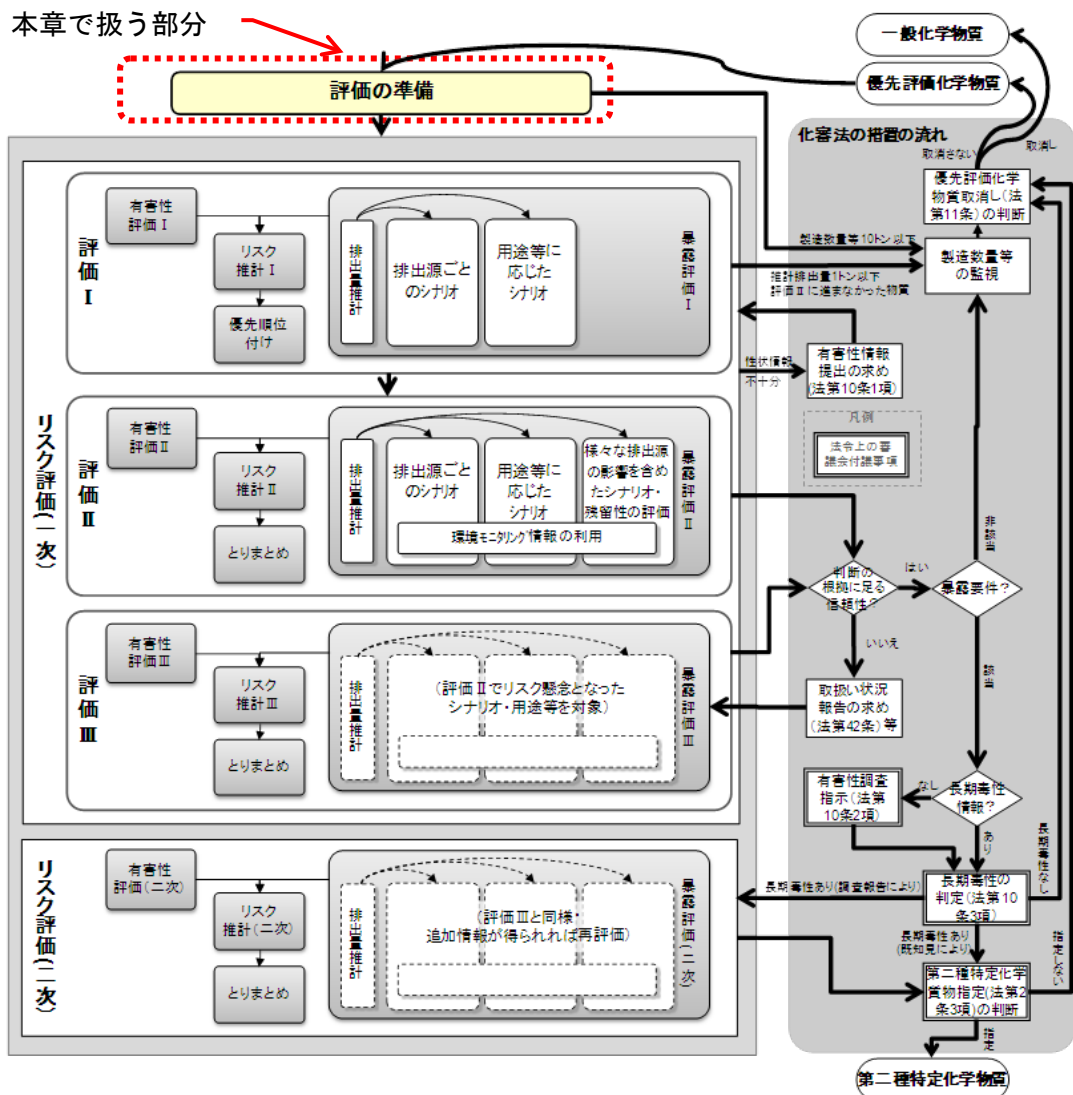 本章で扱う部分
評価の準備
一般化学物質
優先評価化学物質
化審法の措置の流れ
取消さない
取消し
優先評価化学
物質取消し(法
第11条)の判断
製造数量等10トン以下
製造数量等
の監視
推計排出量1トン以下
評価Ⅱに進まなかった物質
評価Ⅰ
有害性
評価Ⅰ
リスク
推計Ⅰ
優先順位
付け
排出量推計
排出源ごと
のシナリオ
用途等に
応じた
シナリオ
暴露評価Ⅰ
性状情報
不十分
有害性情報
提出の求め
(法第10条1項)
凡例
法令上の審
議会付議事項
リスク評価(一次)
評価Ⅱ
有害性
評価Ⅱ
リスク
推計Ⅱ
とりまとめ
排出量推計
排出源ごと
のシナリオ
用途等に
応じた
シナリオ
様々な排出源
の影響を含め
たシナリオ・
残留性の評価
環境モニタリング情報の利用
暴露評価Ⅱ
判断の
根拠に足る
信頼性?
はい
暴露要件?
非該当
いいえ
該当
取扱い状況
報告の求め
(法第42条)等
評価Ⅲ
有害性
評価Ⅲ
リスク
推計Ⅲ
とりまとめ
排出量推計
(評価Ⅱでリスク懸念となった
シナリオ・用途等を対象)
暴露評価Ⅲ
有害性調査
指示(法第
10条2項)
なし
長期毒性
情報?
あり
長期毒性なし
リスク評価(二次)
有害性
評価(二次)
リスク
推計(二次)
とりまとめ
排出量推計
(評価Ⅲと同様・
追加情報が得られれば再評価)
暴露評価(二次)
長期毒性あり(調査報告により)
長期毒性の
判定(法第10
条3項)
長期毒性あり
(既知見により)
指定しない
第二種特定化学
質物指定(法第2
条3項)の判断
指定
第二種特定化学物質